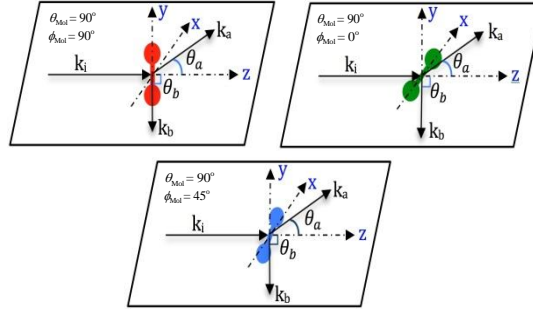 θMol = 90°
ϕMol = 90°
y
x
ka
ki
θa
z
θb
kb
θMol = 90°
ϕMol = 0°
y
x
ka
ki
θa
z
θb
kb
θMol = 90°
ϕMol = 45°
y
x
ka
ki
θa
z
θb
kb